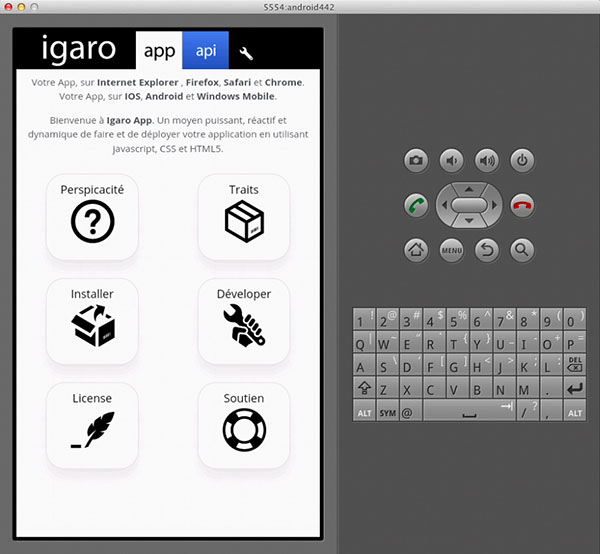 5554:android442
igaro app api
Votre App, sur Internet Explorer , Firefox, Safari et Chrome.
Votre App, sur IOS, Android et Windows Mobile.
Bienvenue à Igaro App. Un moyen puissant, réactif et
dynamique de faire et de déployer votre application en utilisant
Javascript, CSS et HTML5.
Perspicacité Traits
Installer Déveloper
License Soutien
MENU
1 ! 2 @ 3 # 4 $ 5 % 6 ^ 7 & 8 * 9 ( 0 )
Q | W ~ E " R ` T { Y } U _ I - O + P =
A S \ D ' F [ G ] H < J > K ; L : DEL
Z X C V B N M .
ALT SYM @ / ? , ALT